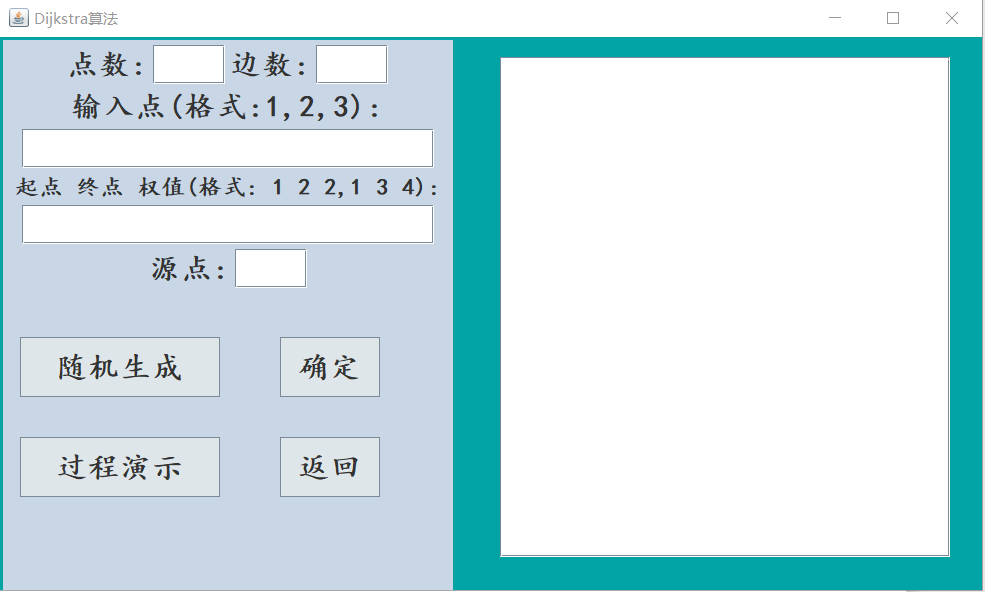 Dijkstra算法
点数: 边数:
输入点(格式:1,2,3):
起点 终点 权值(格式: 1 2 2,1 3 4):
源点:
随机生成 确定
过程演示 返回